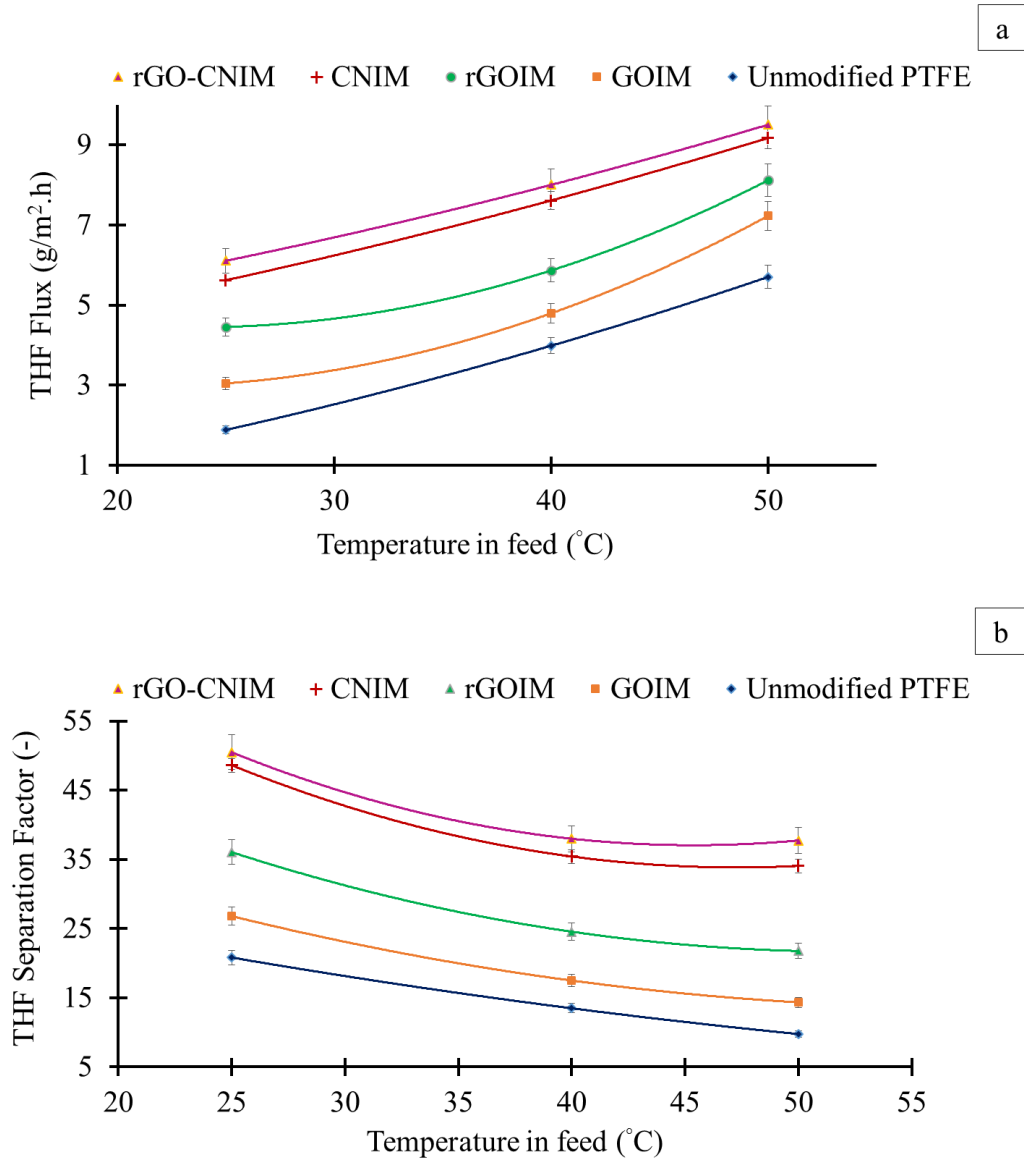 a
rGO-CNIM CNIM rGOIM GOIM Unmodified PTFE
9
7
5
3
1
THF Flux (g/m².h)
20 30 40 50
Temperature in feed (°C)
b
rGO-CNIM CNIM rGOIM GOIM Unmodified PTFE
55
45
35
25
15
5
THF Separation Factor (-)
20 25 30 35 40 45 50 55
Temperature in feed (°C)